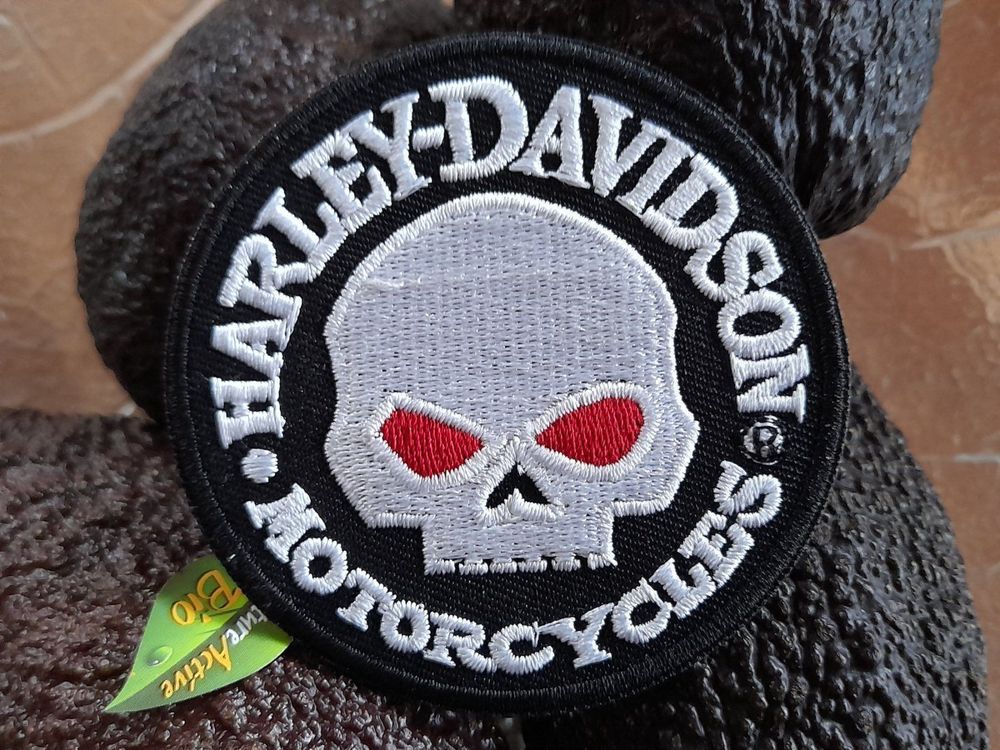 HARLEY-DAVIDSON ®
• MOTORCYCLES
Bio
Active